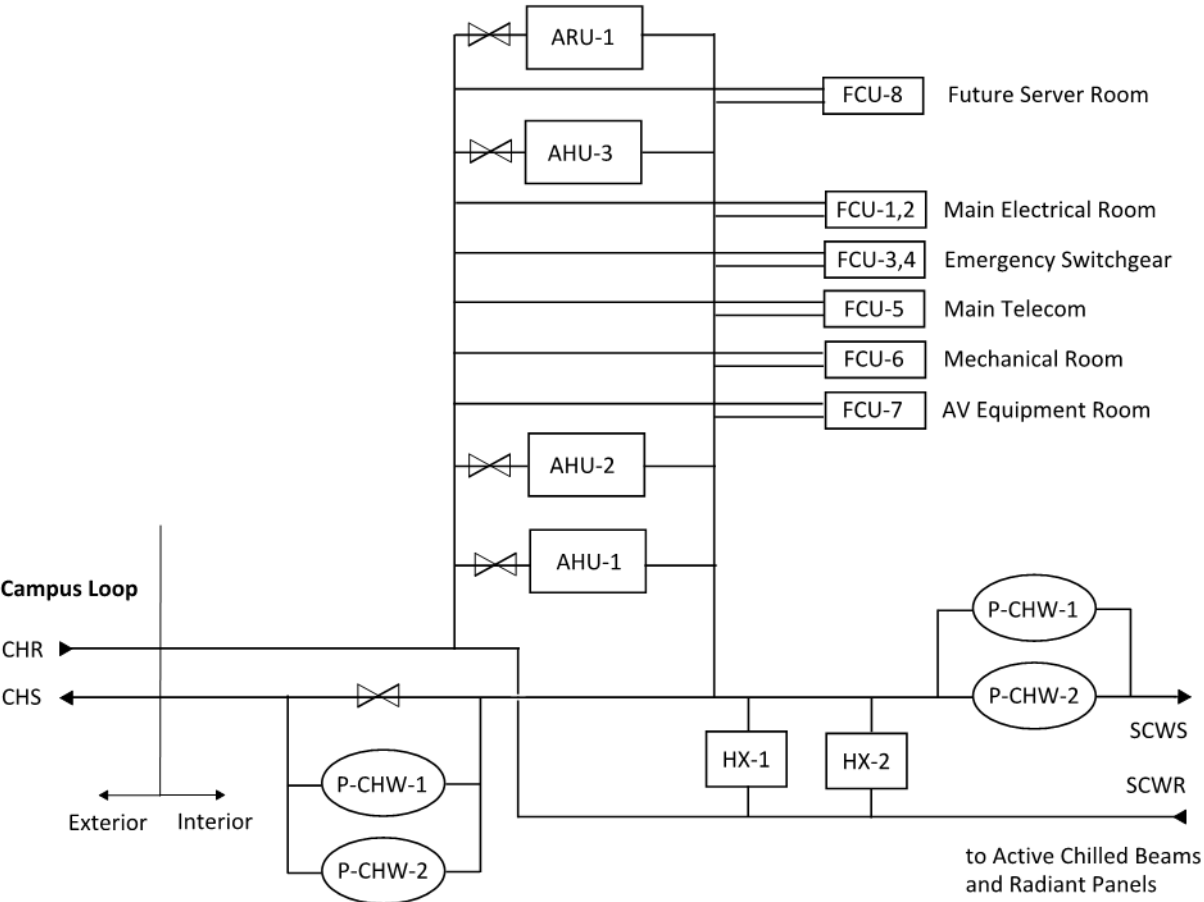 ARU-1
FCU-8 Future Server Room
AHU-3
FCU-1,2 Main Electrical Room
FCU-3,4 Emergency Switchgear
FCU-5 Main Telecom
FCU-6 Mechanical Room
FCU-7 AV Equipment Room
AHU-2
AHU-1
Campus Loop
P-CHW-1
CHR
CHS
P-CHW-2
SCWS
HX-1
HX-2
P-CHW-1
SCWR
Exterior
Interior
P-CHW-2
to Active Chilled Beams
and Radiant Panels